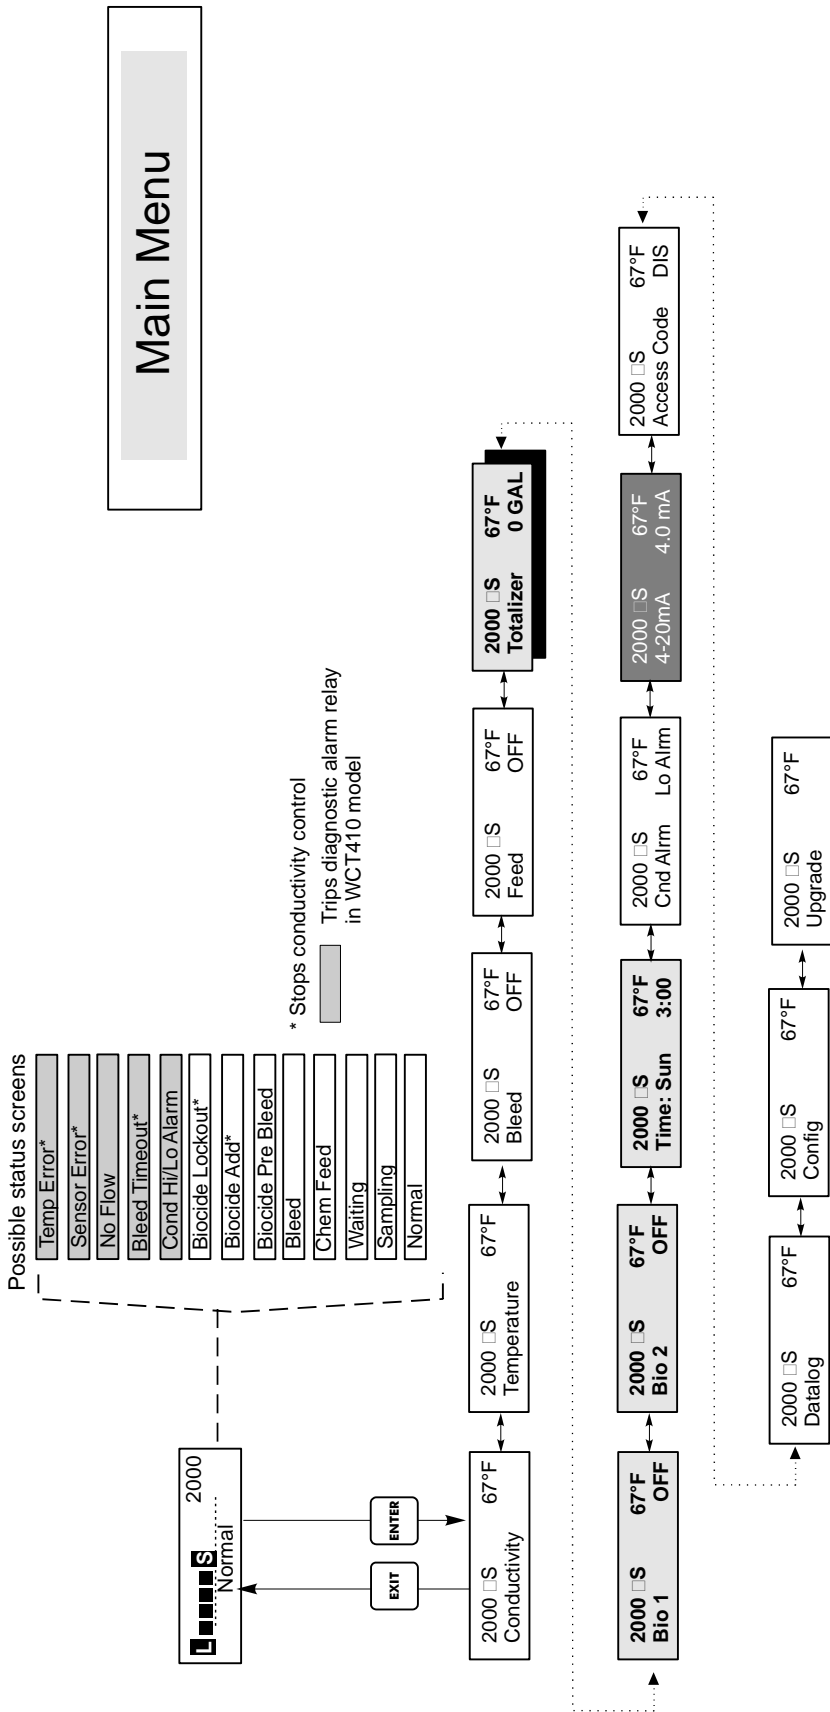 Main Menu
Possible status screens
Temp Error*
Sensor Error*
No Flow
Bleed Timeout*
Cond Hi/Lo Alarm
Biocide Lockout*
Biocide Add*
Biocide Pre Bleed
Bleed
Chem Feed
Waiting
Sampling
Normal
* Stops conductivity control
Trips diagnostic alarm relay
in WCT410 model
L S 2000
Normal
EXIT
ENTER
2000 □S 67°F
Conductivity
2000 □S 67°F
Temperature
2000 □S 67°F
Bleed OFF
2000 □S 67°F
Feed OFF
2000 □S 67°F
Totalizer 0 GAL
2000 □S 67°F
Bio 1 OFF
2000 □S 67°F
Bio 2 OFF
2000 □S 67°F
Time: Sun 3:00
2000 □S 67°F
Cnd Alrm Lo Alrm
2000 □S 67°F
4-20mA 4.0 mA
2000 □S 67°F
Access Code DIS
2000 □S 67°F
Datalog
2000 □S 67°F
Config
2000 □S 67°F
Upgrade